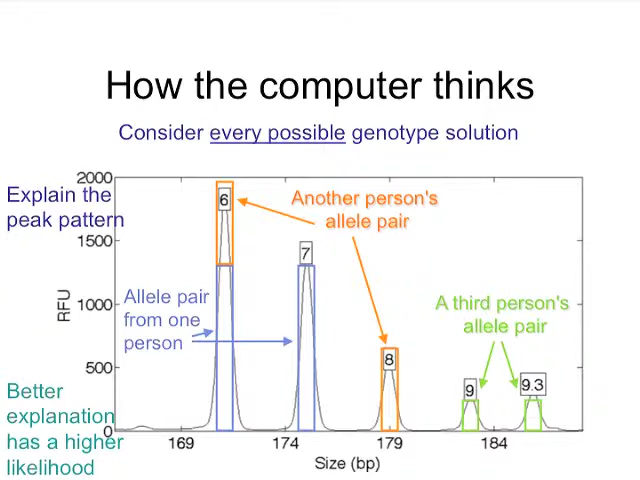 How the computer thinks
Consider every possible genotype solution
Explain the
peak pattern
Another person's
allele pair
Allele pair
from one
person
A third person's
allele pair
Better
explanation
has a higher
likelihood
2000
1500
1000
500
0
RFU
6
7
8
9
9.3
169
174
179
184
Size (bp)